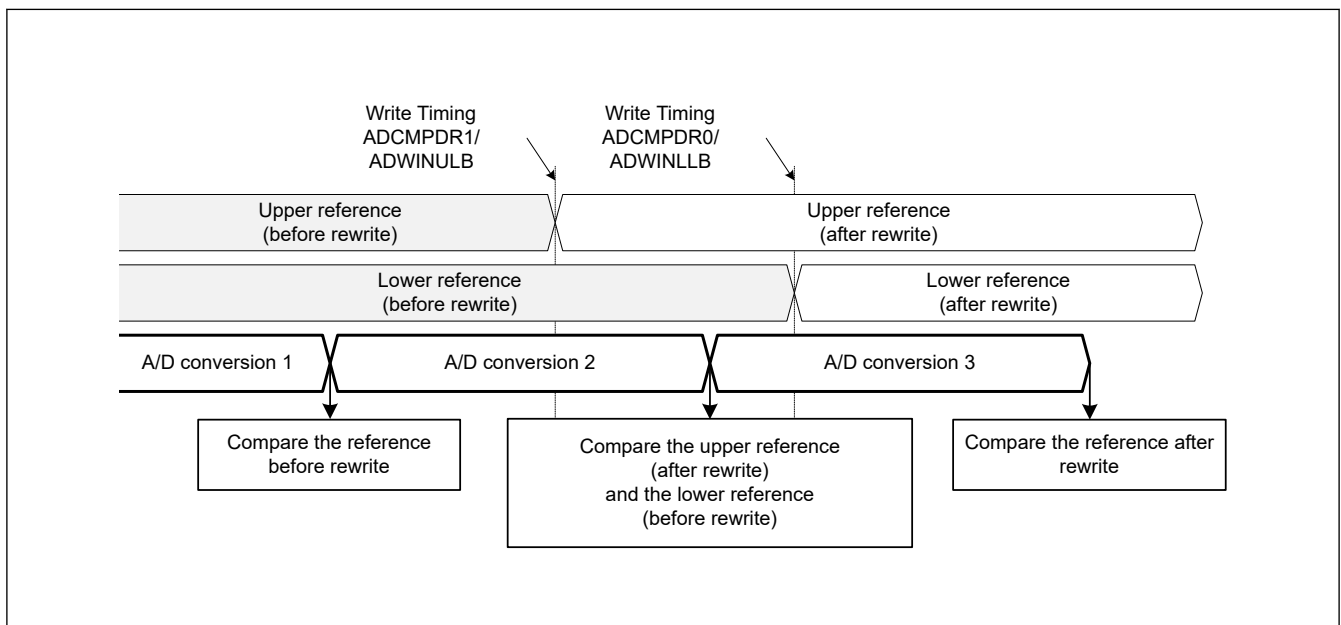 Write Timing
ADCMPDR1/
ADWINULB
Write Timing
ADCMPDR0/
ADWINLLB
Upper reference
(before rewrite)
Upper reference
(after rewrite)
Lower reference
(before rewrite)
Lower reference
(after rewrite)
A/D conversion 1
A/D conversion 2
A/D conversion 3
Compare the reference
before rewrite
Compare the upper reference
(after rewrite)
and the lower reference
(before rewrite)
Compare the reference after
rewrite